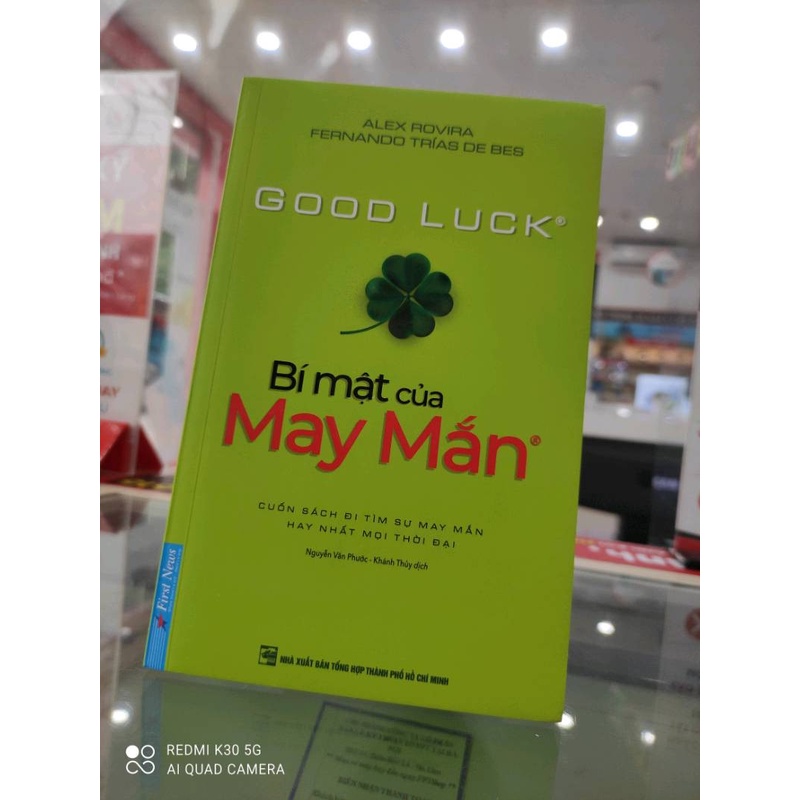 ALEX ROVIRA
FERNANDO TRÍAS DE BES
GOOD LUCK®
Bí mật của
May Mắn®
CUỐN SÁCH ĐI TÌM SỰ MAY MẮN
HAY NHẤT MỌI THỜI ĐẠI
Nguyễn Văn Phước - Khánh Thủy dịch
First News
NHÀ XUẤT BẢN TỔNG HỢP THÀNH PHỐ HỒ CHÍ MINH
REDMI K30 5G
AI QUAD CAMERA